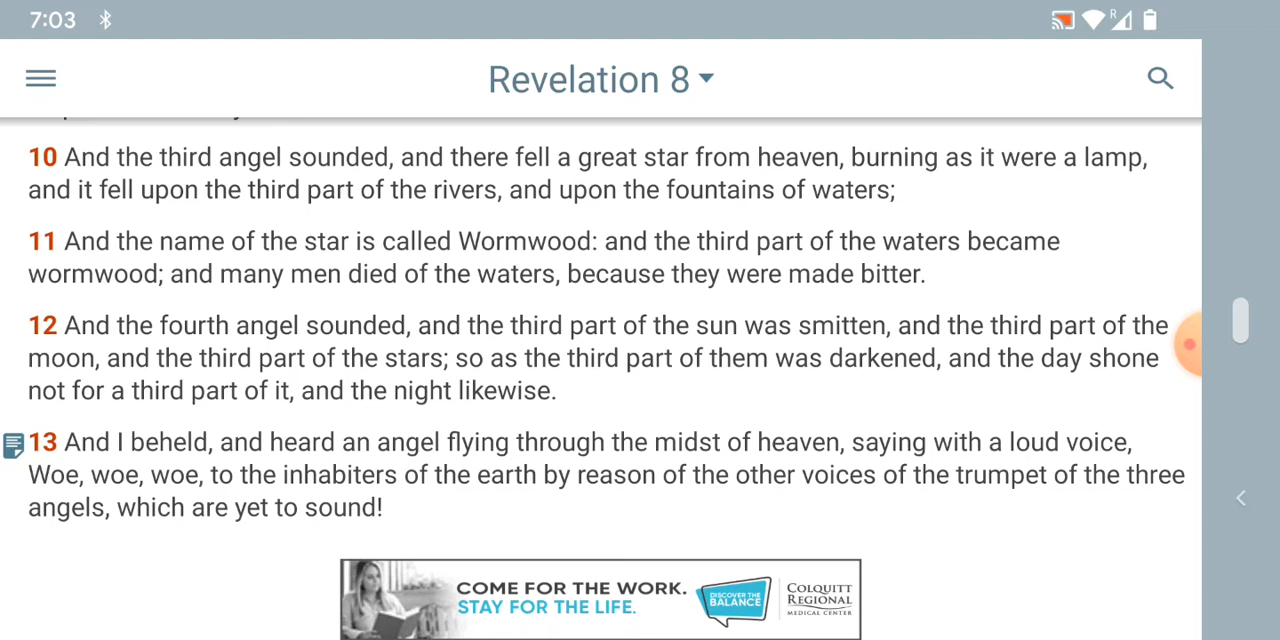 7:03
R
Revelation 8
10 And the third angel sounded, and there fell a great star from heaven, burning as it were a lamp,
and it fell upon the third part of the rivers, and upon the fountains of waters;
11 And the name of the star is called Wormwood: and the third part of the waters became
wormwood; and many men died of the waters, because they were made bitter.
12 And the fourth angel sounded, and the third part of the sun was smitten, and the third part of the
moon, and the third part of the stars; so as the third part of them was darkened, and the day shone
not for a third part of it, and the night likewise.
13 And I beheld, and heard an angel flying through the midst of heaven, saying with a loud voice,
Woe, woe, woe, to the inhabiters of the earth by reason of the other voices of the trumpet of the three
angels, which are yet to sound!
COME FOR THE WORK.
STAY FOR THE LIFE.
DISCOVER THE
BALANCE
COLQUITT
REGIONAL
MEDICAL CENTER